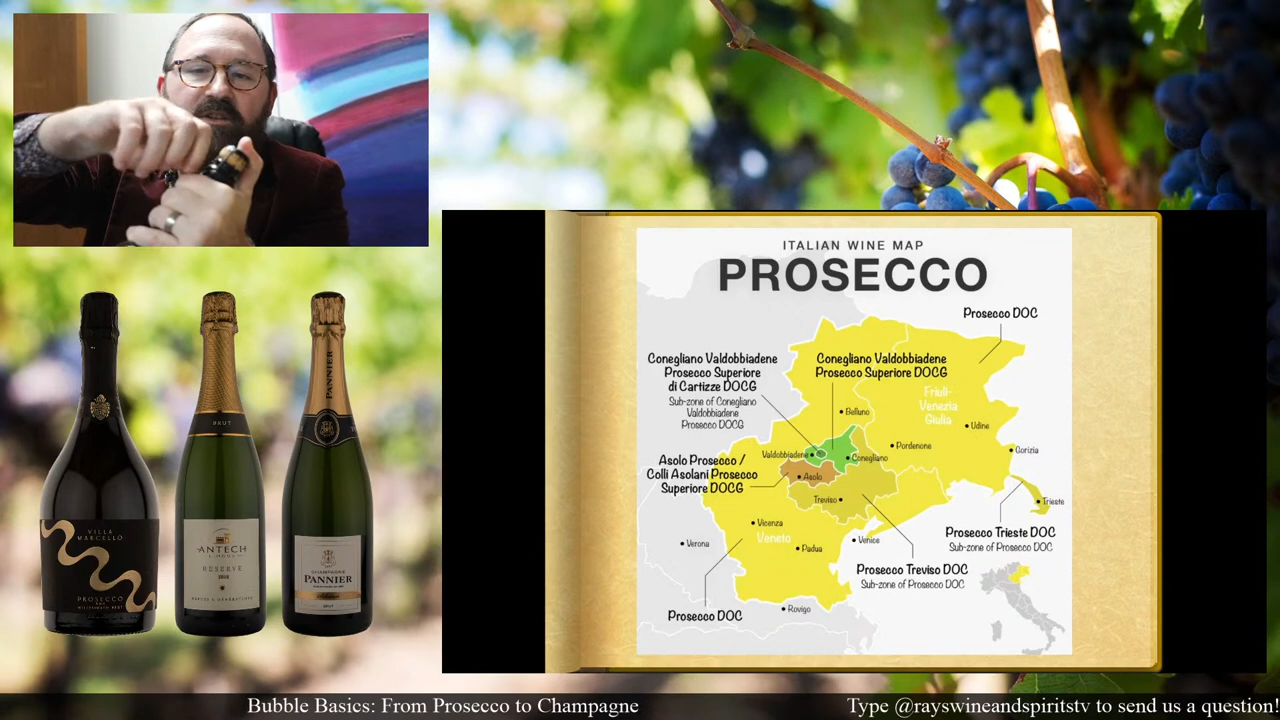 ITALIAN WINE MAP
PROSECCO
Prosecco DOC
Conegliano Valdobbiadene
Prosecco Superiore
di Cartizze DOCG
Sub-zone of Conegliano
Valdobbiadene
Prosecco DOCG
Conegliano Valdobbiadene
Prosecco Superiore DOCG
Friuli-
Venezia
Giulia
Belluno
Udine
Pordenone
Gorizia
Valdobbiadene
Conegliano
Asolo Prosecco /
Colli Asolani Prosecco
Superiore DOCG
Asolo
Treviso
Trieste
Vicenza
Veneto
Venice
Verona
Padua
Prosecco Trieste DOC
Sub-zone of Prosecco DOC
Prosecco Treviso DOC
Sub-zone of Prosecco DOC
Prosecco DOC
Rovigo
VILLA
MARCELLO
PROSECCO
BRUT
ANTECH
RESERVE
PANNIER
PANNIER
BRUT
Bubble Basics: From Prosecco to Champagne
Type @rayswineandspiritstv to send us a question!